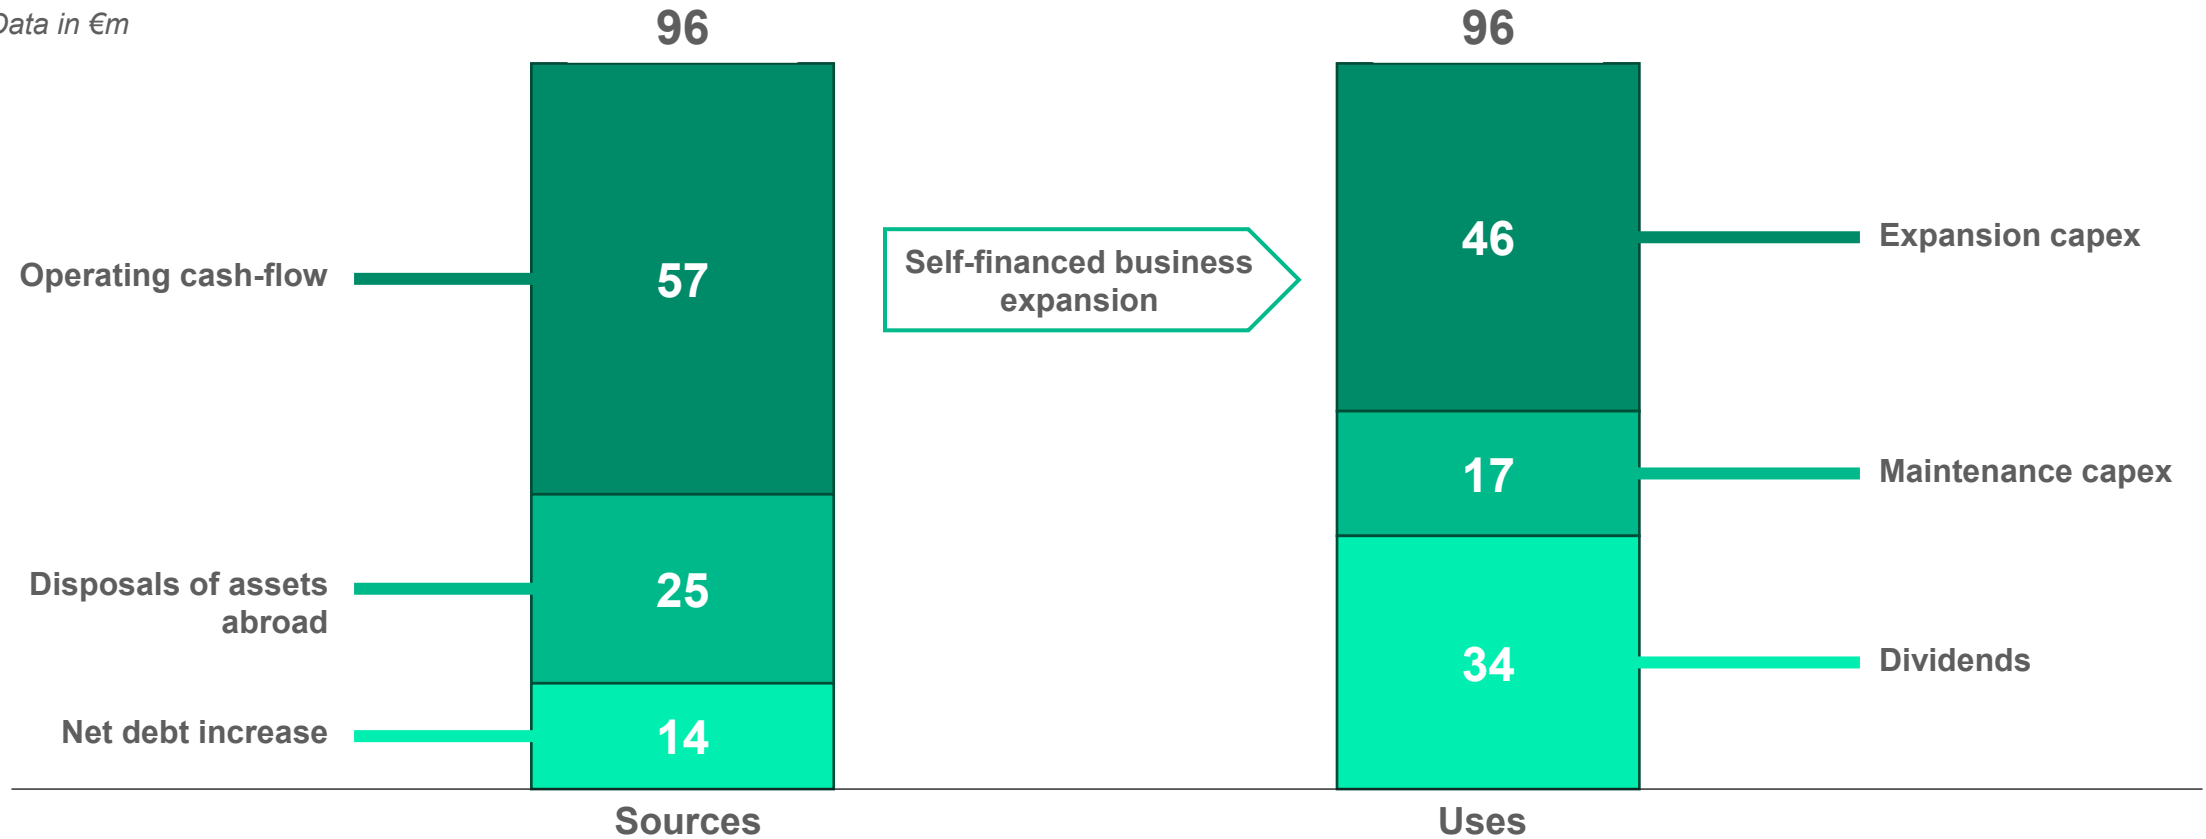 Data in €m
96
96
Operating cash-flow
57
Self-financed business
expansion
46
Expansion capex
17
Maintenance capex
Disposals of assets
abroad
25
34
Dividends
Net debt increase
14
Sources
Uses